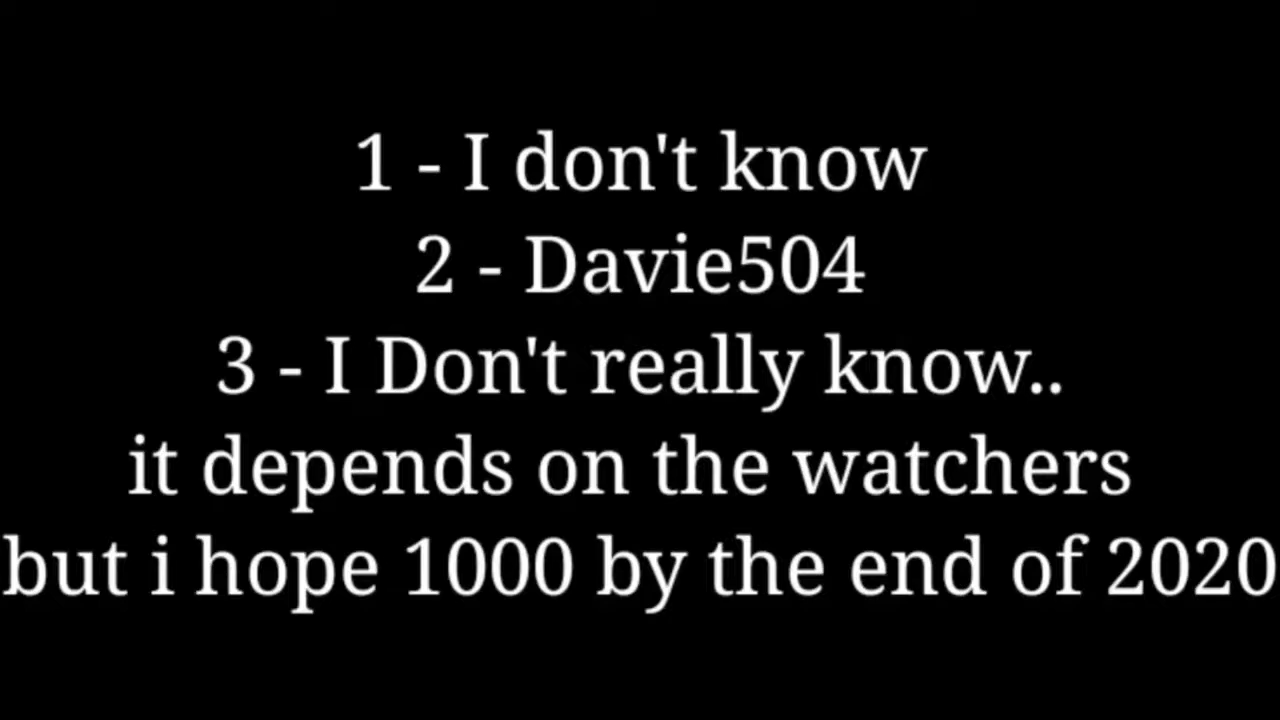 1 - I don't know
2 - Davie504
3 - I Don't really know..
it depends on the watchers
but i hope 1000 by the end of 2020